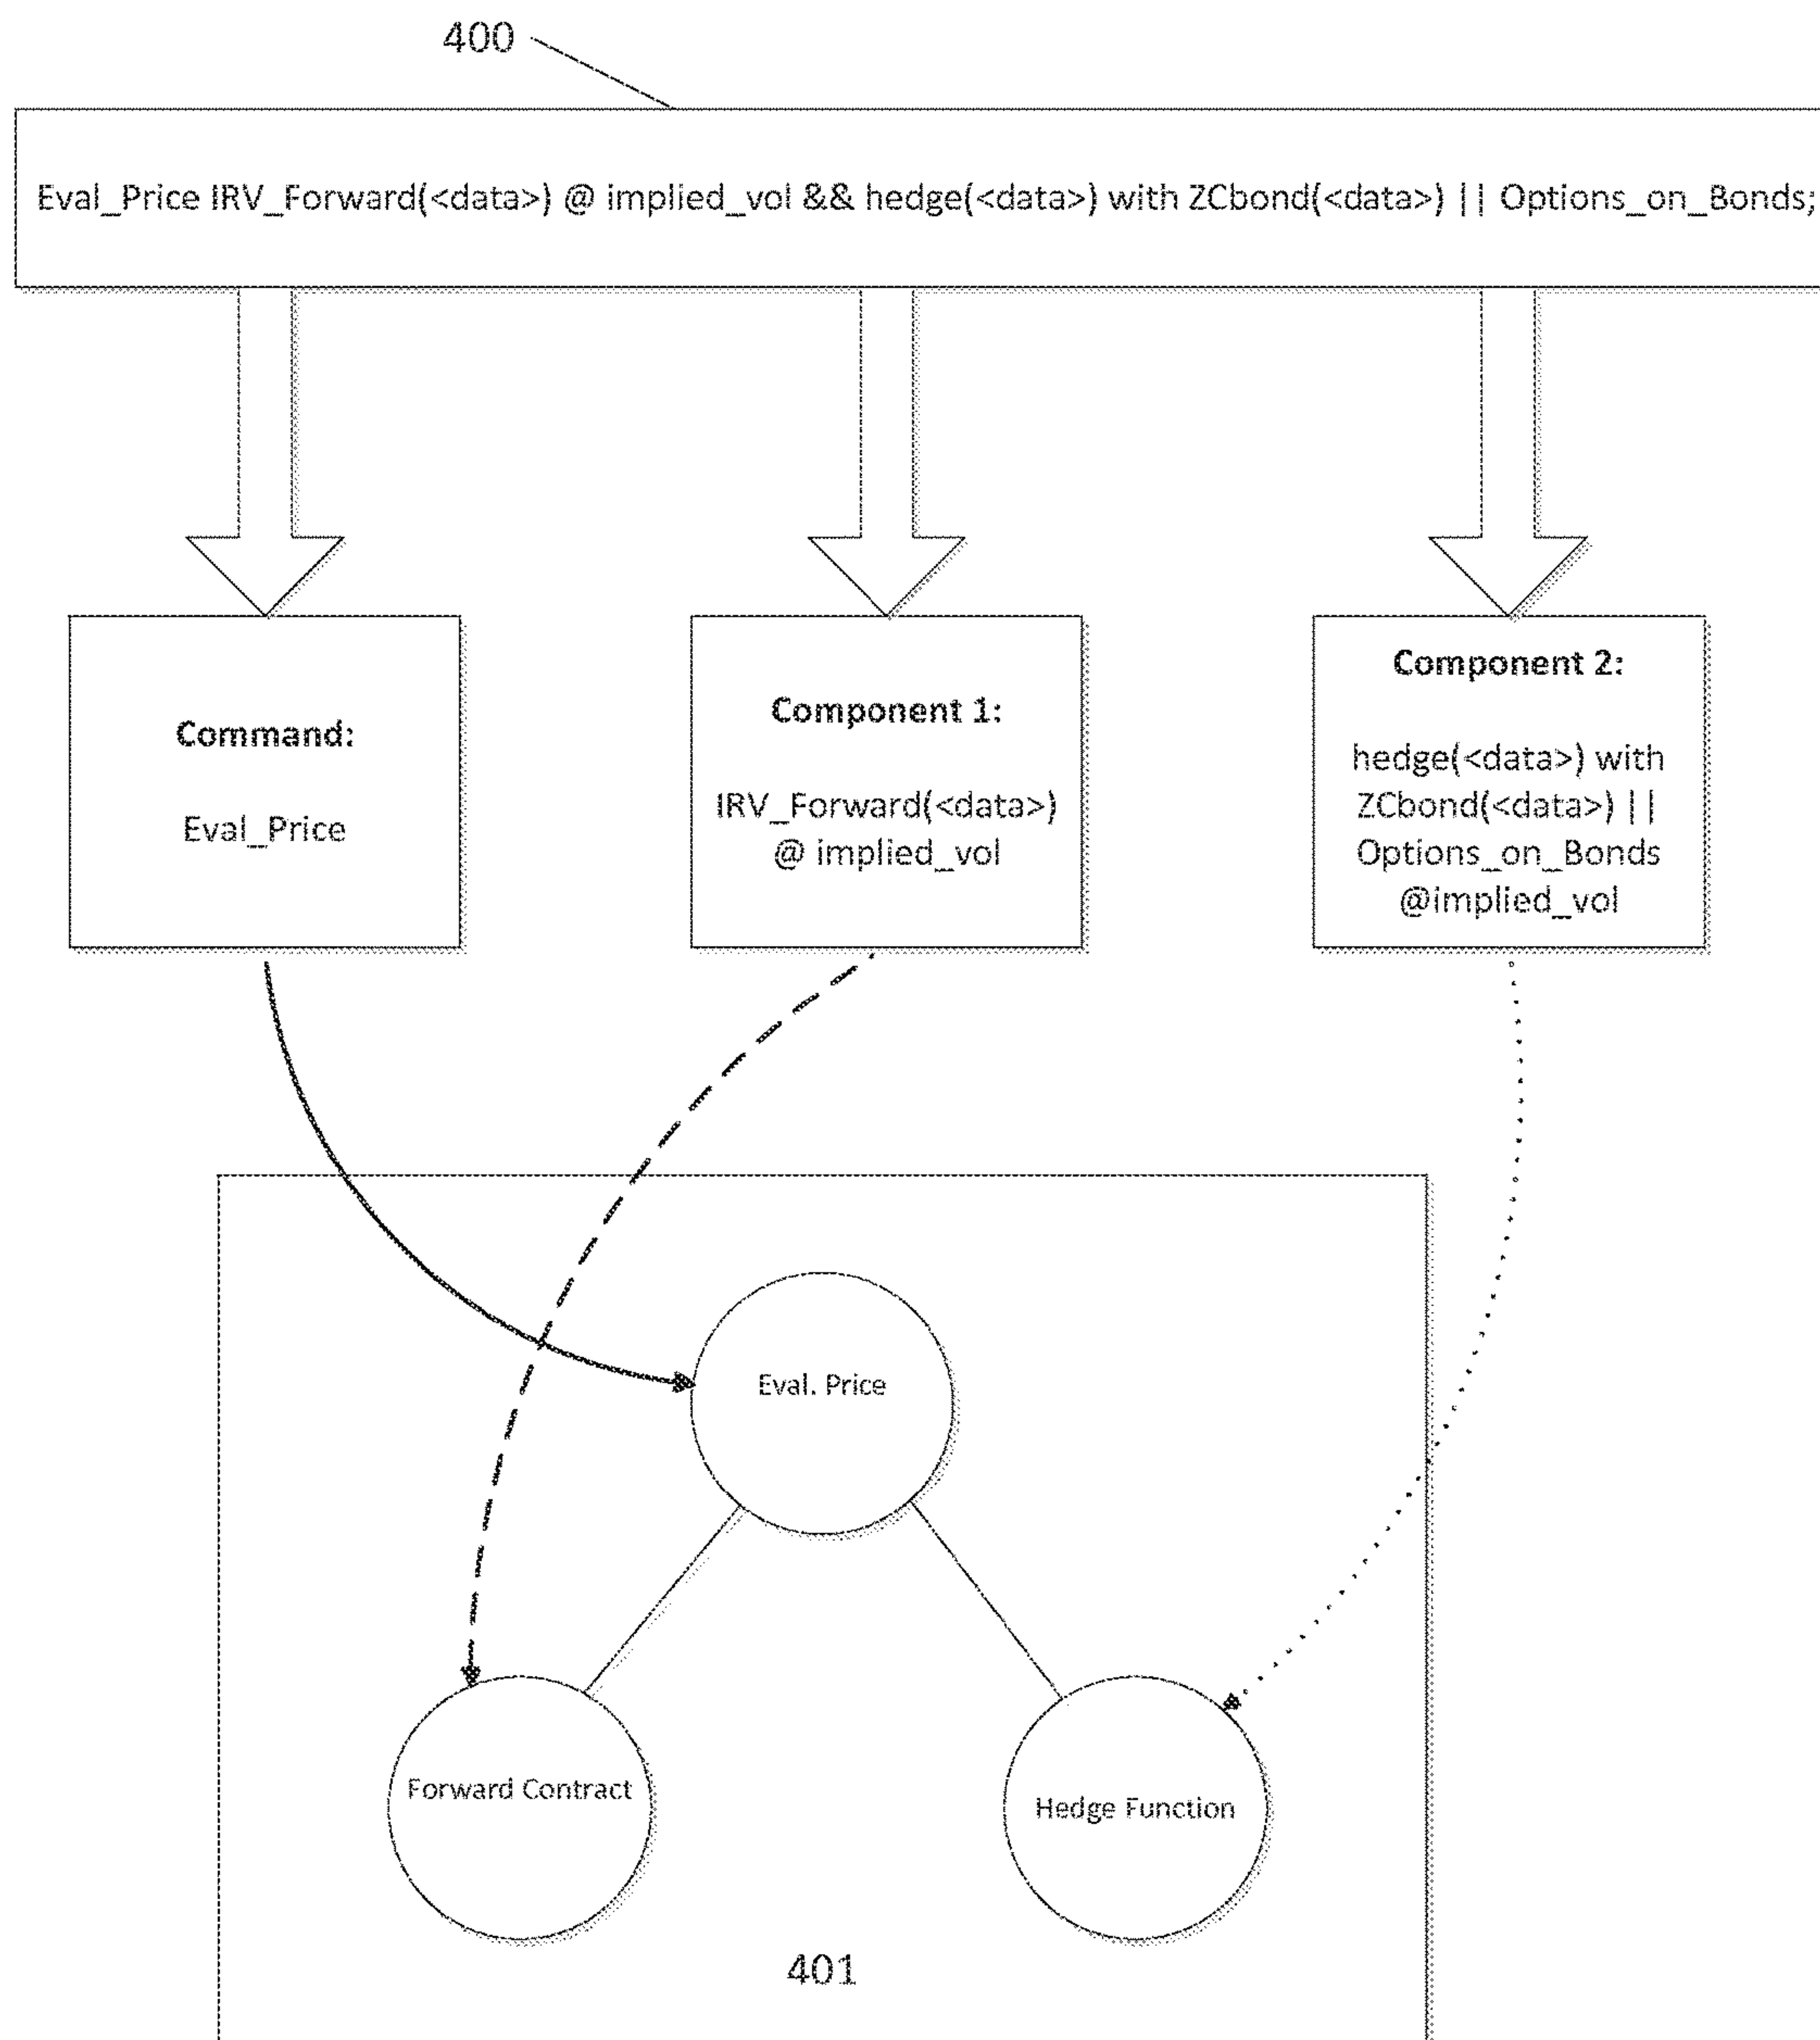 400
Eval_Price IRV_Forward(<data>) @ implied_vol && hedge(<data>) with ZCbond(<data>) || Options_on_Bonds;
Command:
Eval_Price
Component 1:
IRV_Forward(<data>)
@ implied_vol
Component 2:
hedge(<data>) with
ZCbond(<data>) ||
Options_on_Bonds
@implied_vol
Eval. Price
Forward Contract
Hedge Function
401